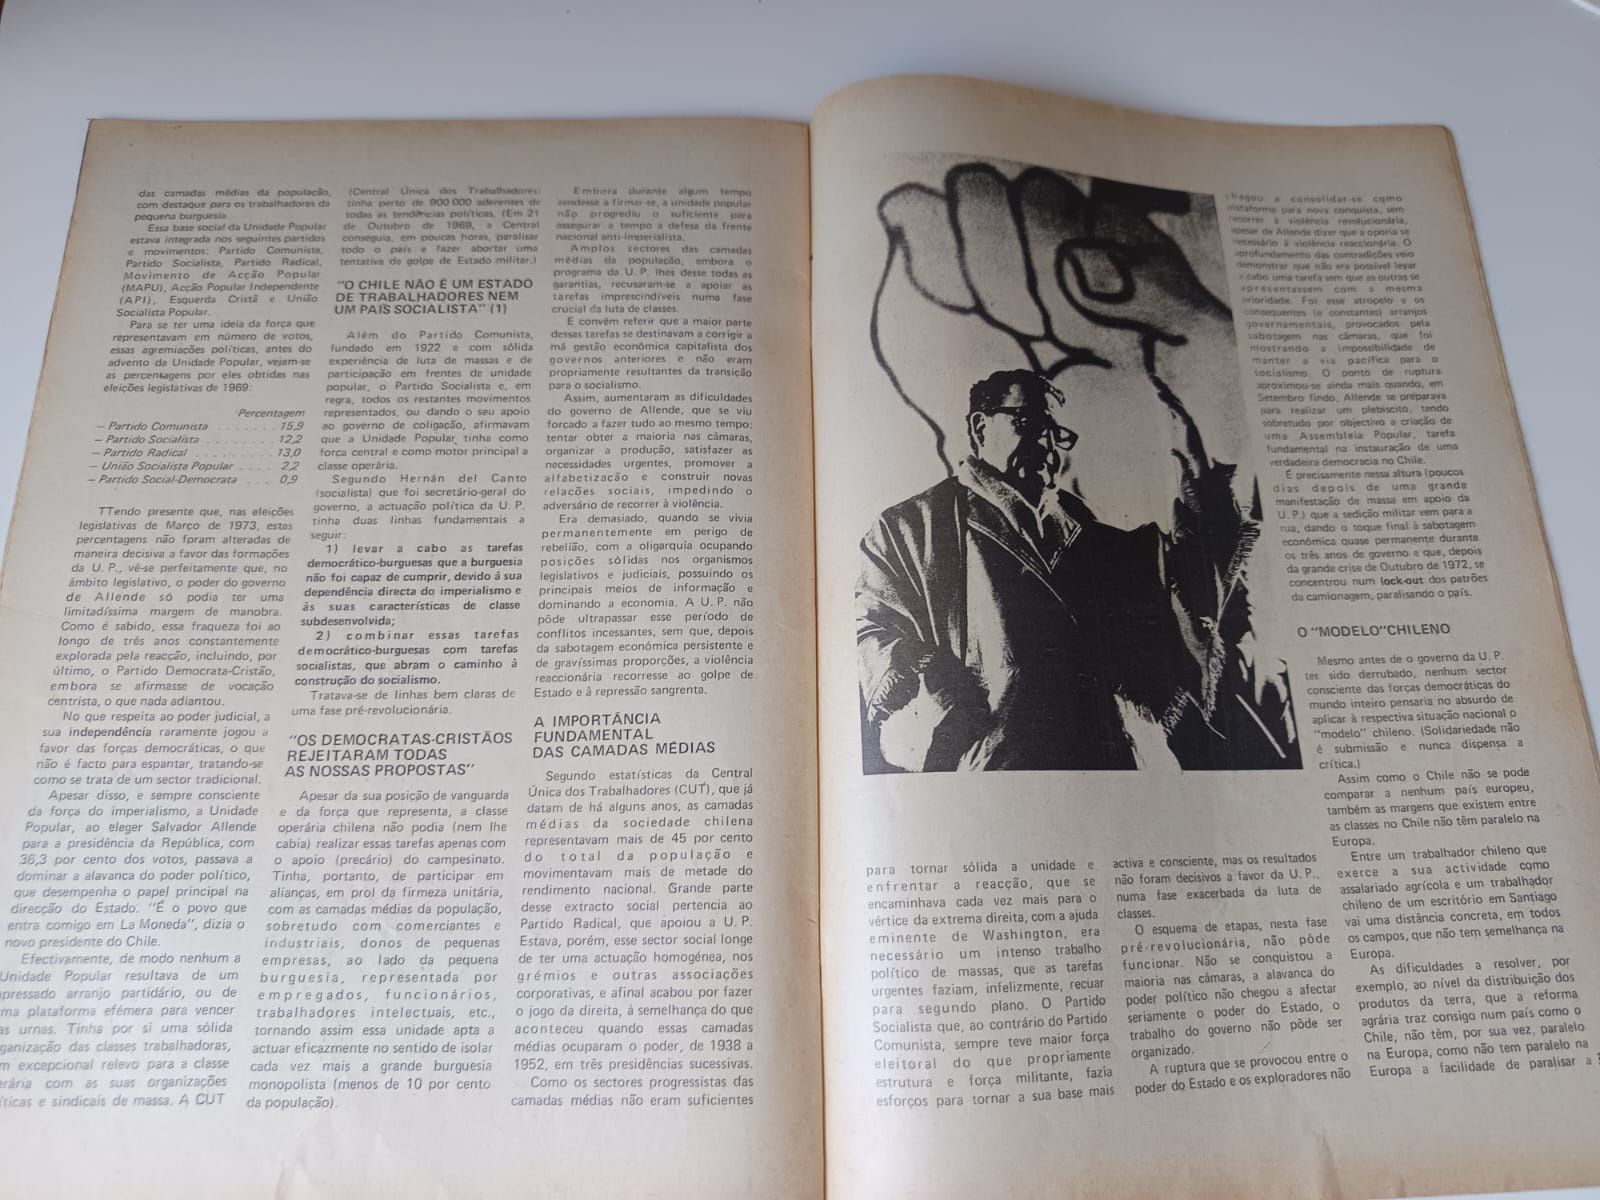 das camadas médias da população,
com destaque para os trabalhadores da
pequena burguesia.
Essa base social da Unidade Popular
estava integrada nos seguintes partidos
e movimentos: Partido Comunista,
Partido Socialista, Partido Radical,
Movimento de Acção Popular
(MAPU), Acção Popular Independente
(API), Esquerda Cristã e União
Socialista Popular.
Para se ter uma ideia da força que
representavam em número de votos,
essas agremiações políticas, antes do
advento da Unidade Popular, vejam-se
as percentagens por eles obtidas nas
eleições legislativas de 1969:
Percentagem
— Partido Comunista . . . . . . . 15,9
— Partido Socialista . . . . . . . . 12,2
— Partido Radical . . . . . . . . . 13,0
— União Socialista Popular . . . . 2,2
— Partido Social-Democrata . . . 0,9
TTendo presente que, nas eleições
legislativas de Março de 1973, estas
percentagens não foram alteradas de
maneira decisiva a favor das formações
da U. P., vê-se perfeitamente que, no
âmbito legislativo, o poder do governo
de Allende só podia ter uma
limitadíssima margem de manobra.
Como é sabido, essa fraqueza foi ao
longo de três anos constantemente
explorada pela reacção, incluindo, por
último, o Partido Democrata-Cristão,
embora se afirmasse de vocação
centrista, o que nada adiantou.
No que respeita ao poder judicial, a
sua independência raramente jogou a
favor das forças democráticas, o que
não é facto para espantar, tratando-se
como se trata de um sector tradicional.
Apesar disso, e sempre consciente
da força do imperialismo, a Unidade
Popular, ao eleger Salvador Allende
para a presidência da República, com
36,3 por cento dos votos, passava a
dominar a alavanca do poder político,
que desempenha o papel principal na
direcção do Estado. "É o povo que
entra comigo em La Moneda", dizia o
novo presidente do Chile.
Efectivamente, de modo nenhum a
Unidade Popular resultava de um
apressado arranjo partidário, ou de
ma plataforma efémera para vencer
as urnas. Tinha por si uma sólida
ganização das classes trabalhadoras,
m excepcional relevo para a classe
erária com as suas organizações
íticas e sindicais de massa. A CUT
(Central Única dos Trabalhadores)
tinha perto de 900 000 aderentes de
todas as tendências políticas. (Em 21
de Outubro de 1969, a Central
conseguia, em poucas horas, paralisar
todo o país e fazer abortar uma
tentativa de golpe de Estado militar.)
"O CHILE NÃO É UM ESTADO
DE TRABALHADORES NEM
UM PAÍS SOCIALISTA" (1)
Além do Partido Comunista,
fundado em 1922 e com sólida
experiência de luta de massas e de
participação em frentes de unidade
popular, o Partido Socialista e, em
regra, todos os restantes movimentos
representados, ou dando o seu apoio
ao governo de coligação, afirmavam
que a Unidade Popular tinha como
força central e como motor principal a
classe operária.
Segundo Hernán del Canto
(socialista) que foi secretário-geral do
governo, a actuação política da U. P.
tinha duas linhas fundamentais a
seguir:
1) levar a cabo as tarefas
democrático-burguesas que a burguesia
não foi capaz de cumprir, devido à sua
dependência directa do imperialismo e
às suas características de classe
subdesenvolvida;
2) combinar essas tarefas
democrático-burguesas com tarefas
socialistas, que abram o caminho à
construção do socialismo.
Tratava-se de linhas bem claras de
uma fase pré-revolucionária.
"OS DEMOCRATAS-CRISTÃOS
REJEITARAM TODAS
AS NOSSAS PROPOSTAS"
Apesar da sua posição de vanguarda
e da força que representa, a classe
operária chilena não podia (nem lhe
cabia) realizar essas tarefas apenas com
o apoio (precário) do campesinato.
Tinha, portanto, de participar em
alianças, em prol da firmeza unitária,
com as camadas médias da população,
sobretudo com comerciantes e
industriais, donos de pequenas
empresas, ao lado da pequena
burguesia, representada por
empregados, funcionários,
trabalhadores intelectuais, etc.,
tornando assim essa unidade apta a
actuar eficazmente no sentido de isolar
cada vez mais a grande burguesia
monopolista (menos de 10 por cento
da população).
Embora durante algum tempo
tendesse a firmar-se, a unidade popular
não progrediu o suficiente para
assegurar a tempo a defesa da frente
nacional anti-imperialista.
Amplos sectores das camadas
médias da população, embora o
programa da U. P. lhes desse todas as
garantias, recusaram-se a apoiar as
tarefas imprescindíveis numa fase
crucial da luta de classes.
E convém referir que a maior parte
dessas tarefas se destinavam a corrigir a
má gestão económica capitalista dos
governos anteriores e não eram
propriamente resultantes da transição
para o socialismo.
Assim, aumentaram as dificuldades
do governo de Allende, que se viu
forçado a fazer tudo ao mesmo tempo:
tentar obter a maioria nas câmaras,
organizar a produção, satisfazer as
necessidades urgentes, promover a
alfabetização e construir novas
relações sociais, impedindo o
adversário de recorrer à violência.
Era demasiado, quando se vivia
permanentemente em perigo de
rebelião, com a oligarquia ocupando
posições sólidas nos organismos
legislativos e judiciais, possuindo os
principais meios de informação e
dominando a economia. A U. P. não
pôde ultrapassar esse período de
conflitos incessantes, sem que, depois
da sabotagem económica persistente e
de gravíssimas proporções, a violência
reaccionária recorresse ao golpe de
Estado e à repressão sangrenta.
A IMPORTÂNCIA
FUNDAMENTAL
DAS CAMADAS MÉDIAS
Segundo estatísticas da Central
Única dos Trabalhadores (CUT), que já
datam de há alguns anos, as camadas
médias da sociedade chilena
representavam mais de 45 por cento
do total da população e
movimentavam mais de metade do
rendimento nacional. Grande parte
desse extracto social pertencia ao
Partido Radical, que apoiou a U. P.
Estava, porém, esse sector social longe
de ter uma actuação homogénea, nos
grémios e outras associações
corporativas, e afinal acabou por fazer
o jogo da direita, à semelhança do que
aconteceu quando essas camadas
médias ocuparam o poder, de 1938 a
1952, em três presidências sucessivas.
Como os sectores progressistas das
camadas médias não eram suficientes
para tornar sólida a unidade e
enfrentar a reacção, que se
encaminhava cada vez mais para o
vértice da extrema direita, com a ajuda
eminente de Washington, era
necessário um intenso trabalho
político de massas, que as tarefas
urgentes faziam, infelizmente, recuar
para segundo plano. O Partido
Socialista que, ao contrário do Partido
Comunista, sempre teve maior força
eleitoral do que propriamente
estrutura e força militante, fazia
esforços para tornar a sua base mais
activa e consciente, mas os resultados
não foram decisivos a favor da U. P.,
numa fase exacerbada da luta de
classes.
O esquema de etapas, nesta fase
pré-revolucionária, não pôde
funcionar. Não se conquistou a
maioria nas câmaras, a alavanca do
poder político não chegou a afectar
seriamente o poder do Estado, o
trabalho do governo não pôde ser
organizado.
A ruptura que se provocou entre o
poder do Estado e os exploradores não
chegou a consolidar-se como
plataforma para nova conquista, sem
recorrer à violência revolucionária,
apesar de Allende dizer que a oporia se
necessário à violência reaccionária. O
aprofundamento das contradições veio
demonstrar que não era possível levar
a cabo uma tarefa sem que as outras se
apresentassem com a mesma
prioridade. Foi esse atropelo e os
consequentes (e constantes) arranjos
governamentais, provocados pela
sabotagem nas câmaras, que foi
mostrando a impossibilidade de
manter a via pacífica para o
socialismo. O ponto de ruptura
aproximou-se ainda mais quando, em
Setembro findo, Allende se preparava
para realizar um plebiscito, tendo
sobretudo por objectivo a criação de
uma Assembleia Popular, tarefa
fundamental na instauração de uma
verdadeira democracia no Chile.
É precisamente nessa altura (poucos
dias depois de uma grande
manifestação de massa em apoio da
U. P.) que a sedição militar vem para a
rua, dando o toque final à sabotagem
económica quase permanente durante
os três anos de governo e que, depois
da grande crise de Outubro de 1972, se
concentrou num lock-out dos patrões
da camionagem, paralisando o país.
O "MODELO" CHILENO
Mesmo antes de o governo da U. P.
ter sido derrubado, nenhum sector
consciente das forças democráticas do
mundo inteiro pensaria no absurdo de
aplicar à respectiva situação nacional o
"modelo" chileno. (Solidariedade não
é submissão e nunca dispensa a
crítica.)
Assim como o Chile não se pode
comparar a nenhum país europeu,
também as margens que existem entre
as classes no Chile não têm paralelo na
Europa.
Entre um trabalhador chileno que
exerce a sua actividade como
assalariado agrícola e um trabalhador
chileno de um escritório em Santiago
vai uma distância concreta, em todos
os campos, que não tem semelhança na
Europa.
As dificuldades a resolver, por
exemplo, ao nível da distribuição dos
produtos da terra, que a reforma
agrária traz consigo num país como o
Chile, não têm, por sua vez, paralelo
na Europa, como não tem paralelo na
Europa a facilidade de paralisar a